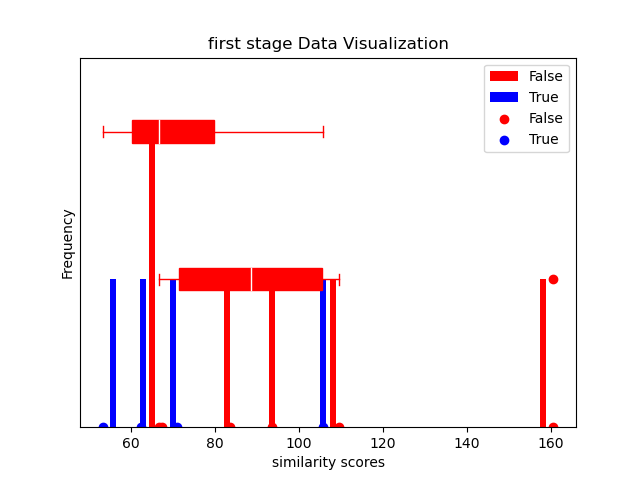 first stage Data Visualization
False
True
False
True
Frequency
60 80 100 120 140 160
similarity scores